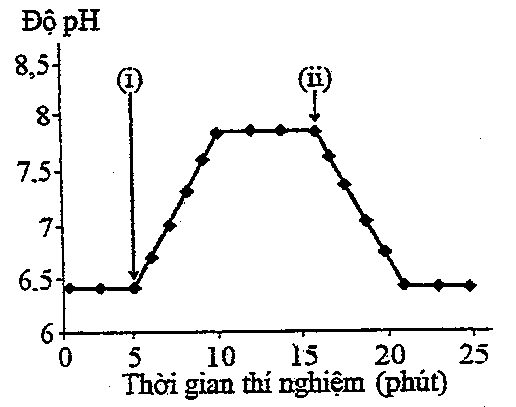 Độ pH
8,5
(i)
(ii)
8
7.5
7
6.5
6
0 5 10 15 20 25
Thời gian thí nghiệm (phút)